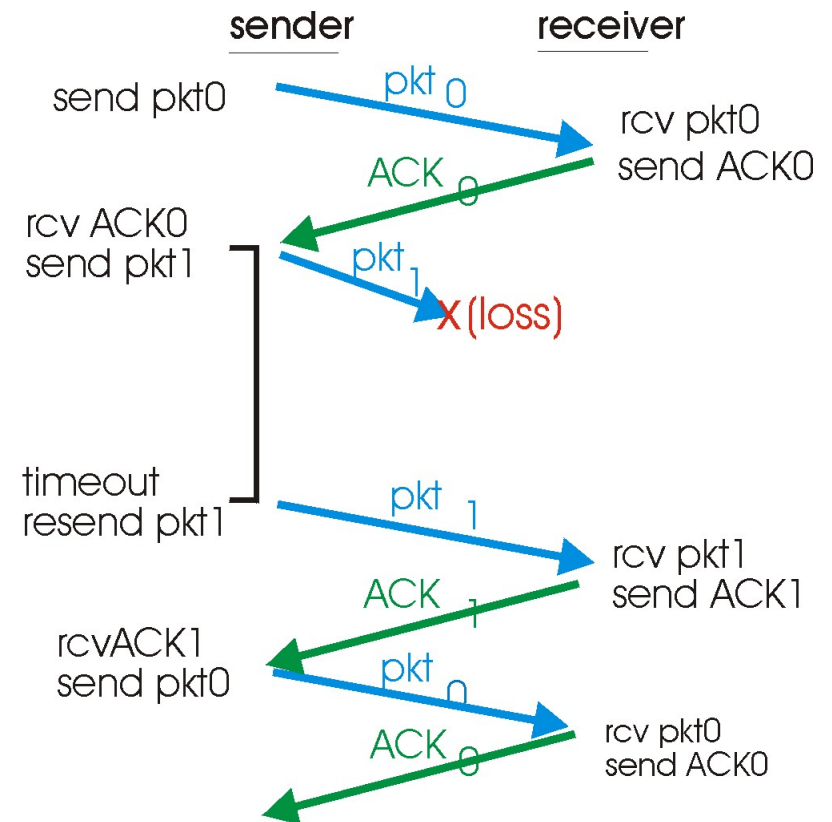 sender
receiver
send pkt0
pkt 0
rcv pkt0
send ACK0
ACK 0
rcv ACK0
send pkt1
pkt 1
X (loss)
timeout
resend pkt1
pkt 1
rcv pkt1
send ACK1
ACK 1
rcvACK1
send pkt0
pkt 0
rcv pkt0
send ACK0
ACK 0